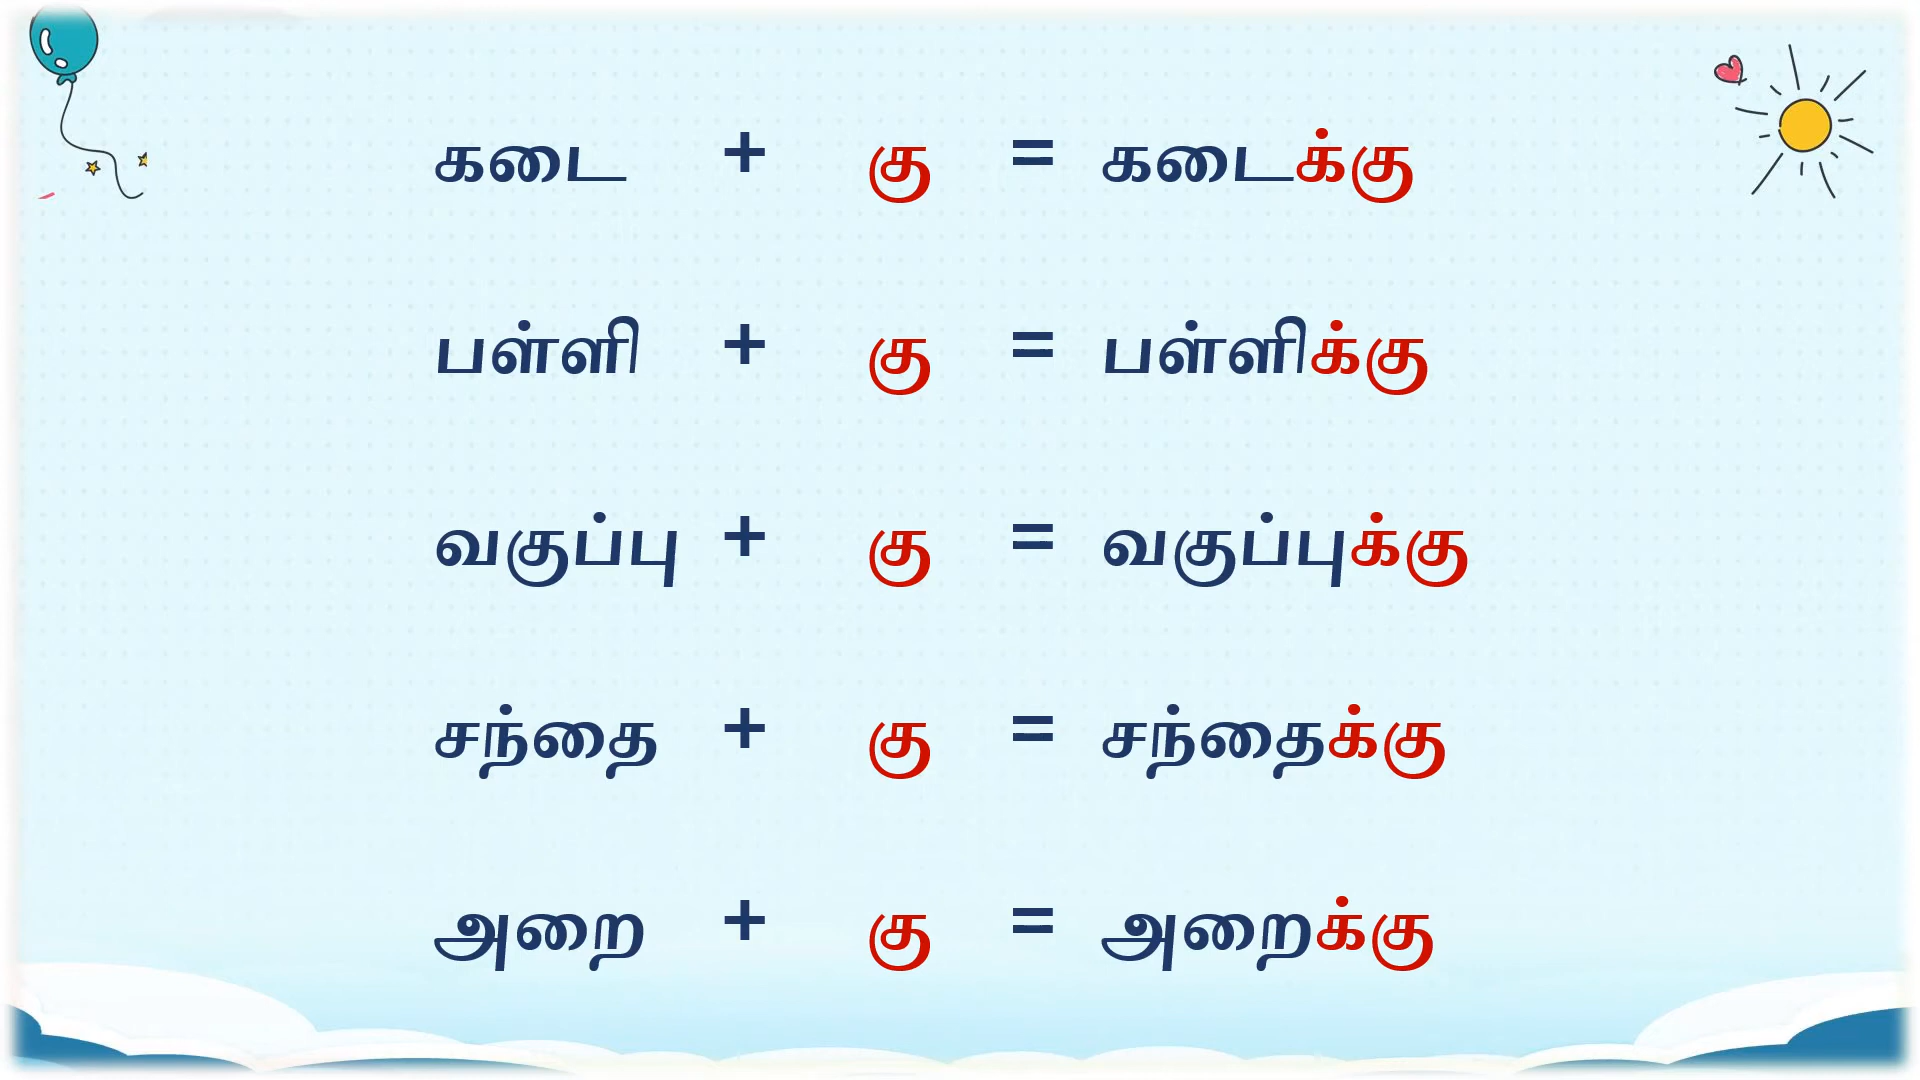 கடை + கு = கடைக்கு
பள்ளி + கு = பள்ளிக்கு
வகுப்பு + கு = வகுப்புக்கு
சந்தை + கு = சந்தைக்கு
அறை + கு = அறைக்கு